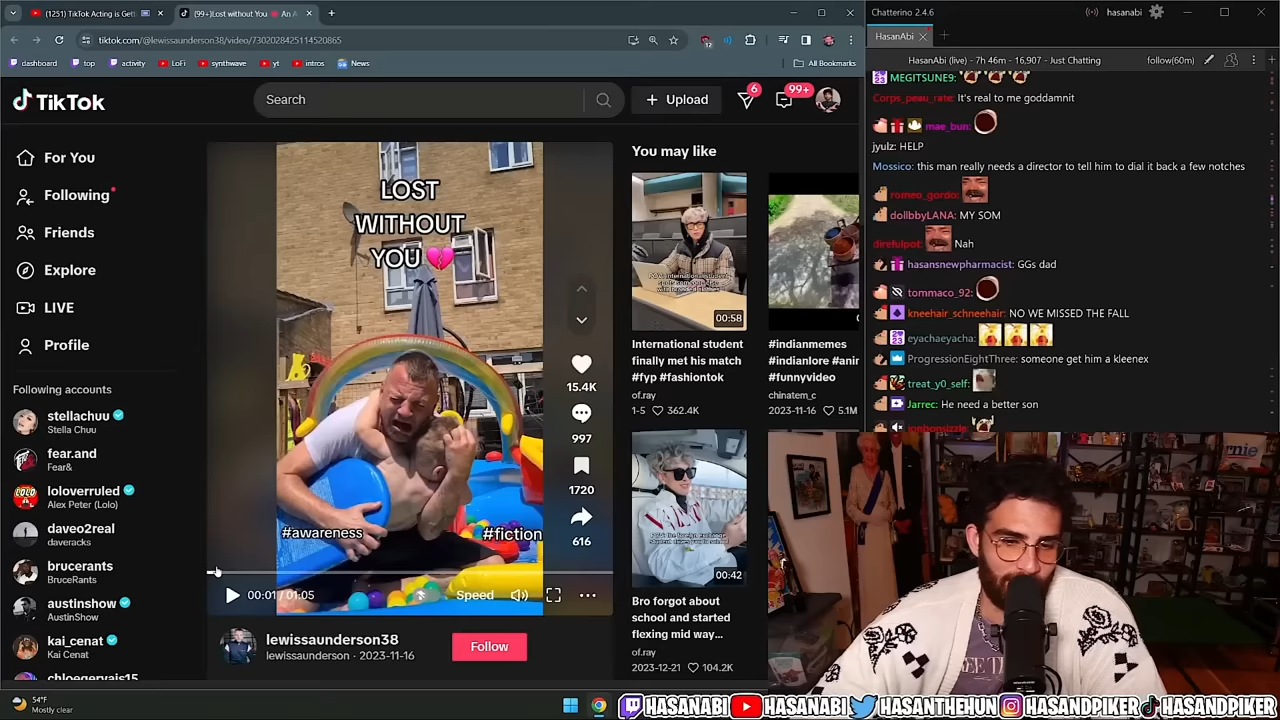 (1251) TikTok Acting is Gett
(99+)Lost without You An A
tiktok.com/@lewissaunderson38/video/7302028425114520865
12
dashboard
top
activity
LoFi
synthwave
yt
intros
News
All Bookmarks
TikTok
Search
Upload
6
99+
For You
Following
Friends
Explore
LIVE
Profile
Following accounts
stellachuu
Stella Chuu
fear.and
Fear&
loloverruled
Alex Peter (Lolo)
daveo2real
daveracks
brucerants
BruceRants
austinshow
AustinShow
kai_cenat
Kai Cenat
chloegervais15
LOST
WITHOUT
YOU
#awareness
#fiction
15.4K
997
1720
616
00:01 / 01:05
Speed
lewissaunderson38
lewissaunderson · 2023-11-16
Follow
You may like
00:58
International student
finally met his match
#fyp #fashiontok
of.ray
1-5 362.4K
#indianmemes
#indianlore #anin
#funnyvideo
chinatem_c
2023-11-16 5.1M
00:42
Bro forgot about
school and started
flexing mid way...
of.ray
2023-12-21 104.2K
Chatterino 2.4.6
hasanabi
HasanAbi
HasanAbi (live) - 7h 46m - 16,907 - Just Chatting
follow(60m)
MEGITSUNE9:
Corps_peau_rate: It's real to me goddamnit
mae_bun:
jyulz: HELP
Mossico: this man really needs a director to tell him to dial it back a few notches
romeo_gordo:
dollbbyLANA: MY SOM
direfulpot: Nah
hasansnewpharmacist: GGs dad
tommaco_92:
kneehair_schneehair: NO WE MISSED THE FALL
eyachaeyacha:
ProgressionEightThree: someone get him a kleenex
treat_y0_self:
Jarrec: He need a better son
54°F
Mostly clear
HASANABI
HASANABI
HASANTHEHUN
HASANDPIKER
HASANDPIKER